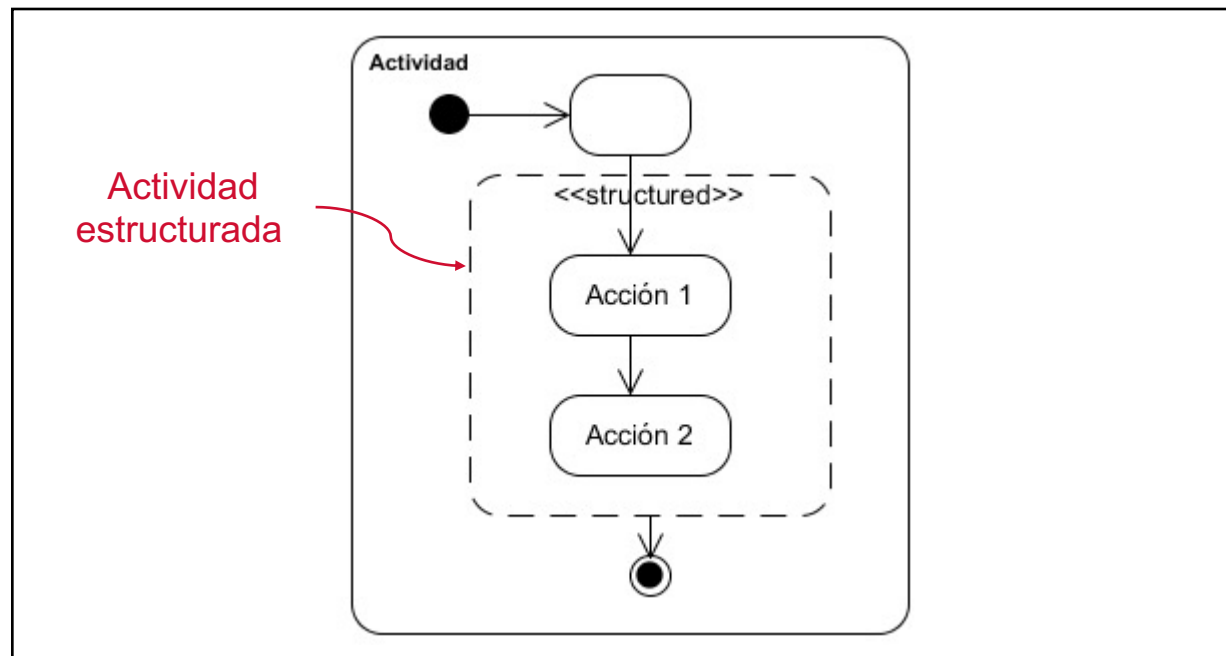 Actividad
Actividad
estructurada
<<structured>>
Acción 1
Acción 2